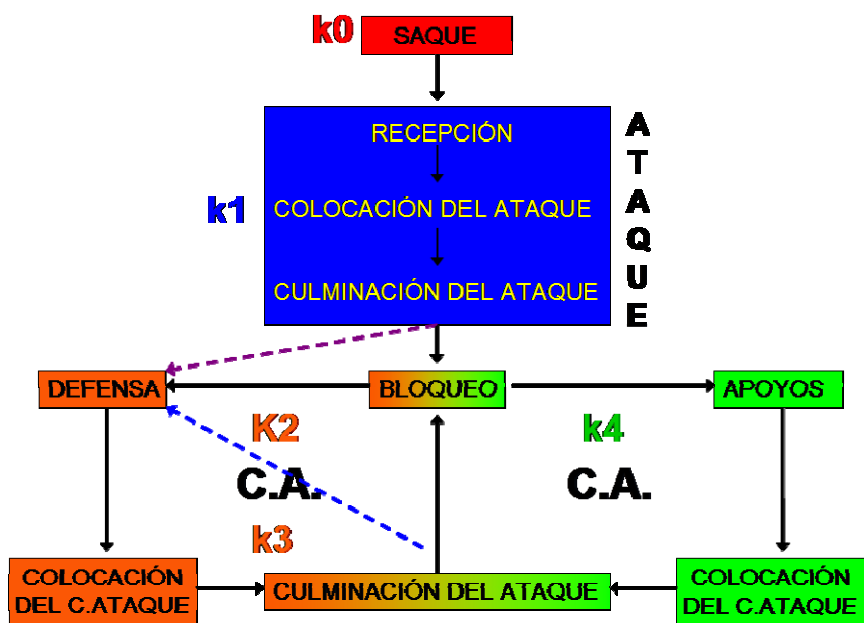 k0
SAQUE
RECEPCIÓN
k1
COLOCACIÓN DEL ATAQUE
CULMINACIÓN DEL ATAQUE
ATAQUE
DEFENSA
BLOQUEO
APOYOS
K2
k4
C.A.
C.A.
k3
COLOCACIÓN
DEL C.ATAQUE
CULMINACIÓN DEL ATAQUE
COLOCACIÓN
DEL C.ATAQUE